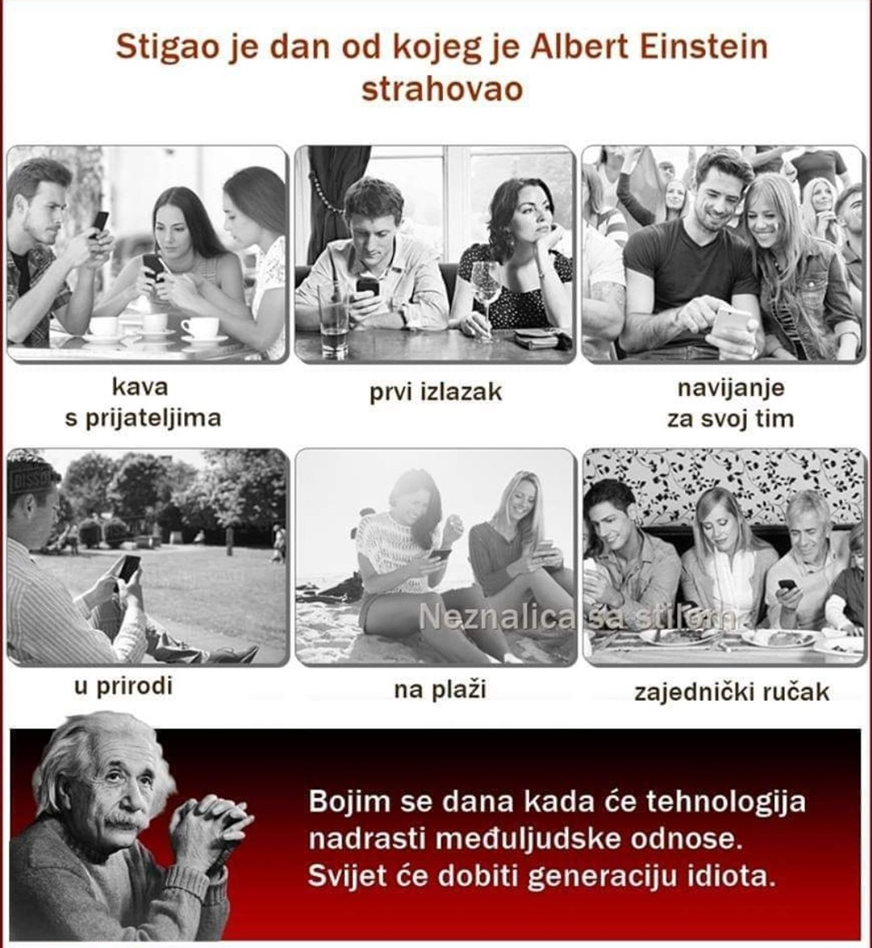 Stigao je dan od kojeg je Albert Einstein
strahovao
kava
s prijateljima
prvi izlazak
navijanje
za svoj tim
u prirodi
na plaži
zajednički ručak
Neznalica sa stilom
Bojim se dana kada će tehnologija
nadrasti međuljudske odnose.
Svijet će dobiti generaciju idiota.